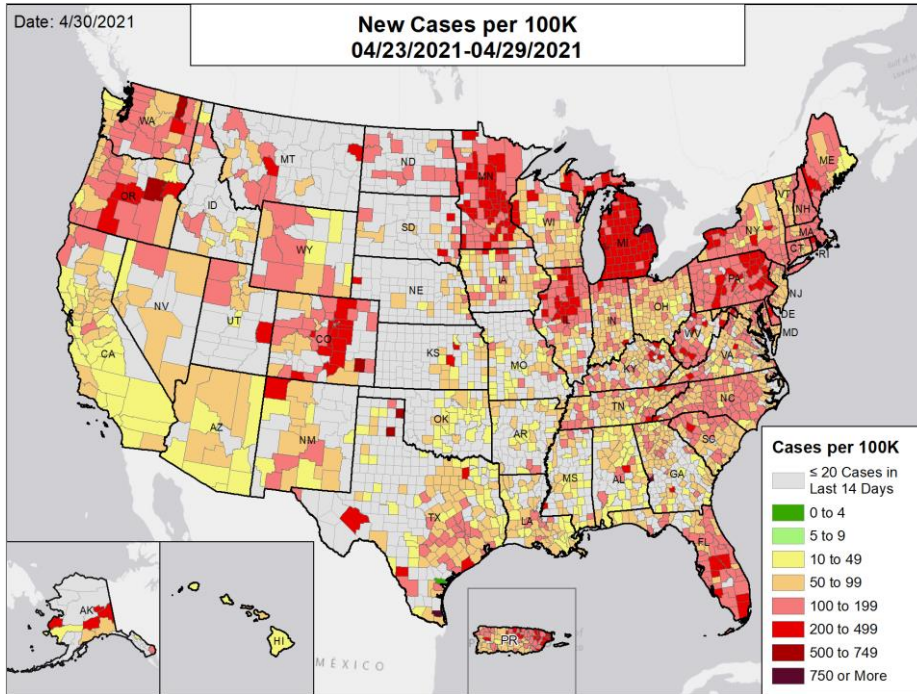 Date: 4/30/2021
New Cases per 100K
04/23/2021-04/29/2021
WA
MT
ND
MN
ME
OR
ID
SD
WI
VT
NH
NY
MA
CT
RI
WY
MI
IA
NE
PA
NJ
NV
UT
IL
IN
OH
DE
MD
CA
CO
KS
MO
WV
VA
KY
NC
TN
AZ
NM
OK
AR
SC
MS
AL
GA
TX
LA
FL
AK
HI
PR
MÉXICO
Cases per 100K
≤ 20 Cases in
Last 14 Days
0 to 4
5 to 9
10 to 49
50 to 99
100 to 199
200 to 499
500 to 749
750 or More